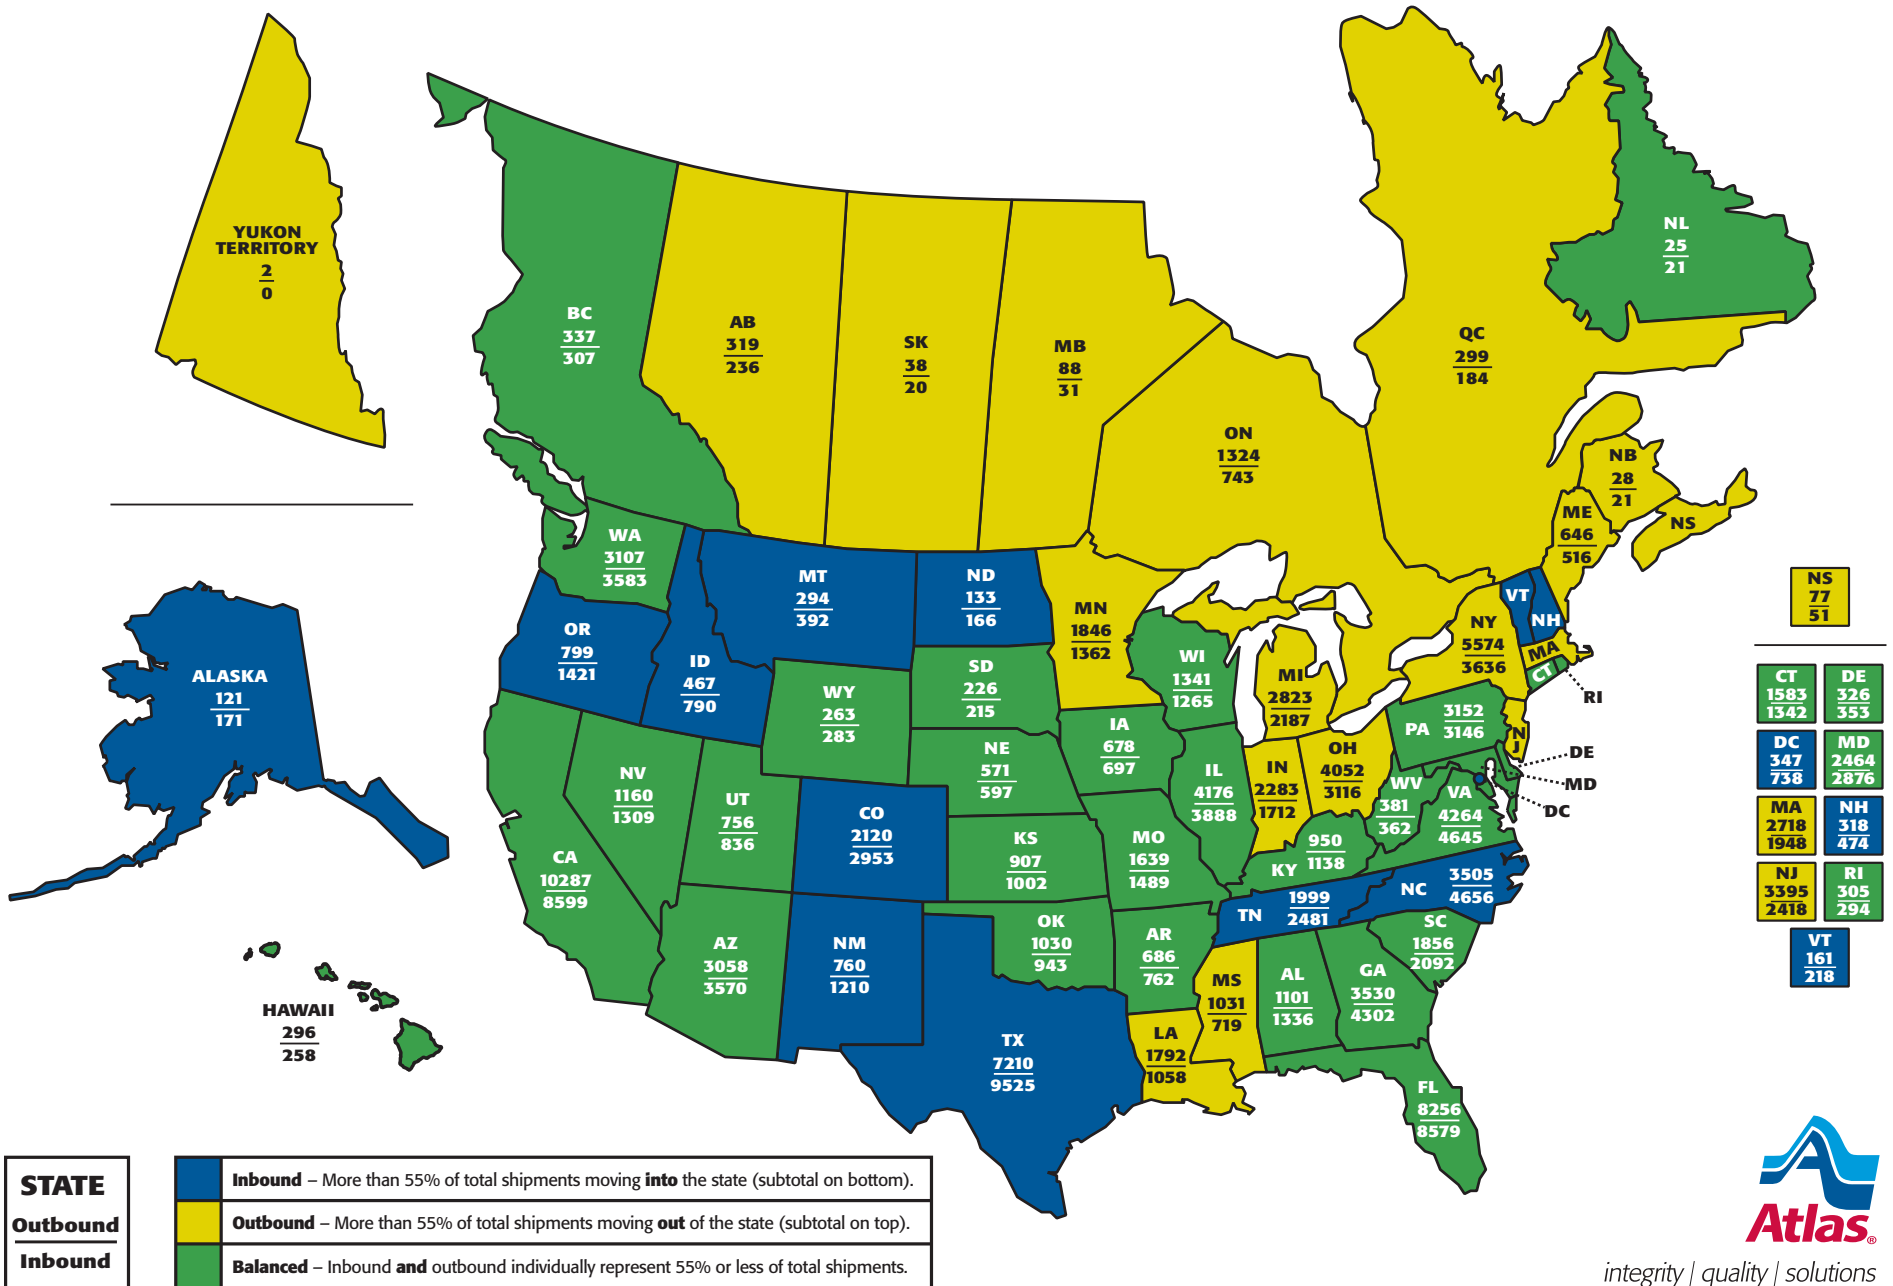 YUKON
TERRITORY
2
0
BC
337
307
AB
319
236
SK
38
20
MB
88
31
ON
1324
743
QC
299
184
NL
25
21
NB
28
21
NS
ME
646
516
NS
77
51
WA
3107
3583
MT
294
392
ND
133
166
MN
1846
1362
OR
799
1421
ID
467
790
WY
263
283
SD
226
215
WI
1341
1265
MI
2823
2187
NY
5574
3636
VT
NH
MA
CT
RI
ALASKA
121
171
NV
1160
1309
UT
756
836
CO
2120
2953
NE
571
597
IA
678
697
IL
4176
3888
IN
2283
1712
OH
4052
3116
PA
3152
3146
NJ
DE
MD
DC
WV
381
362
VA
4264
4645
CA
10287
8599
KS
907
1002
MO
1639
1489
KY
950
1138
TN
1999
2481
NC
3505
4656
SC
1856
2092
AZ
3058
3570
NM
760
1210
OK
1030
943
AR
686
762
MS
1031
719
AL
1101
1336
GA
3530
4302
HAWAII
296
258
TX
7210
9525
LA
1792
1058
FL
8256
8579
CT
1583
1342
DE
326
353
DC
347
738
MD
2464
2876
MA
2718
1948
NH
318
474
NJ
3395
2418
RI
305
294
VT
161
218
STATE
Outbound
Inbound
Inbound – More than 55% of total shipments moving into the state (subtotal on bottom).
Outbound – More than 55% of total shipments moving out of the state (subtotal on top).
Balanced – Inbound and outbound individually represent 55% or less of total shipments.
Atlas®
integrity | quality | solutions